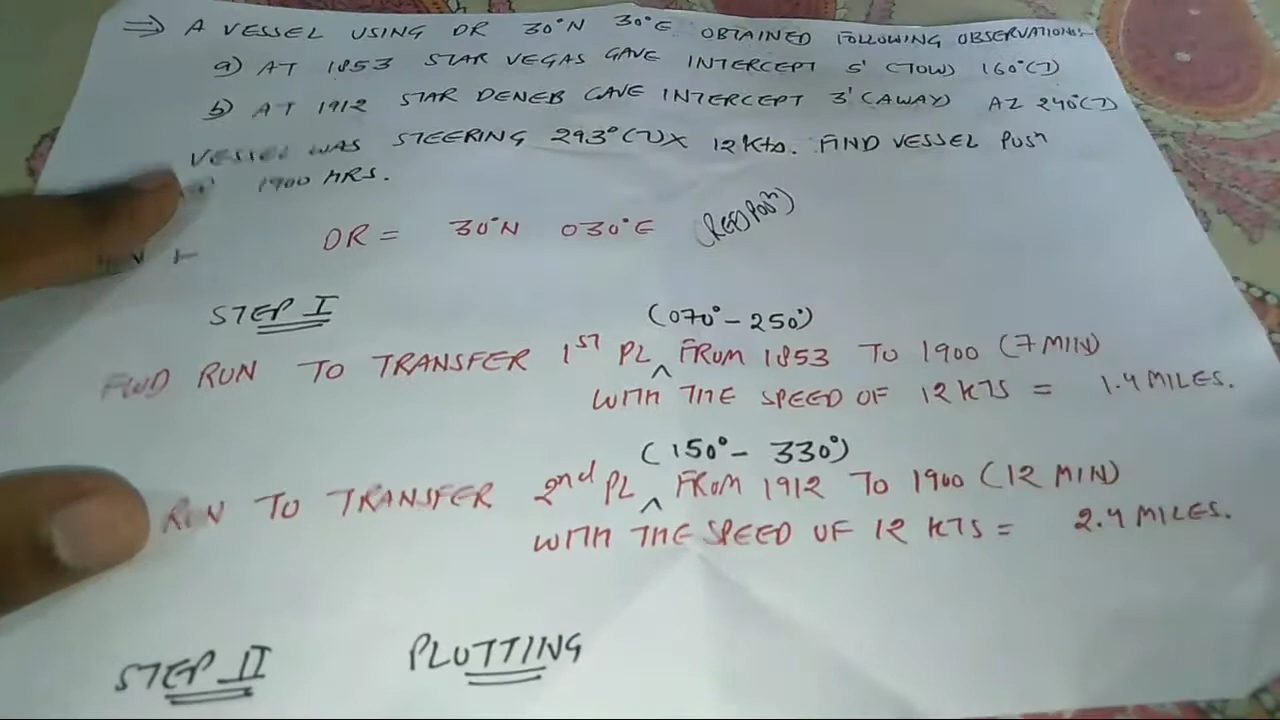 ⇒ A VESSEL USING DR 30°N 30°E OBTAINED FOLLOWING OBSERVATIONS
a) AT 1853 STAR VEGAS GAVE INTERCEPT 5' (TOW) 160°(T)
b) AT 1912 STAR DENEB GAVE INTERCEPT 3' (AWAY) AZ 240°(T)
VESSEL WAS STEERING 293°(T) X 12 Kts. FIND VESSEL Posn
1900 HRS.
DR = 30°N 030°E (RED Posn)
STEP I
(070° - 250°)
FWD RUN TO TRANSFER 1ST PL ^ FROM 1853 TO 1900 (7 MIN)
WITH THE SPEED OF 12 KTS = 1.4 MILES.
(150° - 330°)
RUN TO TRANSFER 2nd PL ^ FROM 1912 TO 1900 (12 MIN)
WITH THE SPEED OF 12 KTS = 2.4 MILES.
STEP II PLOTTING